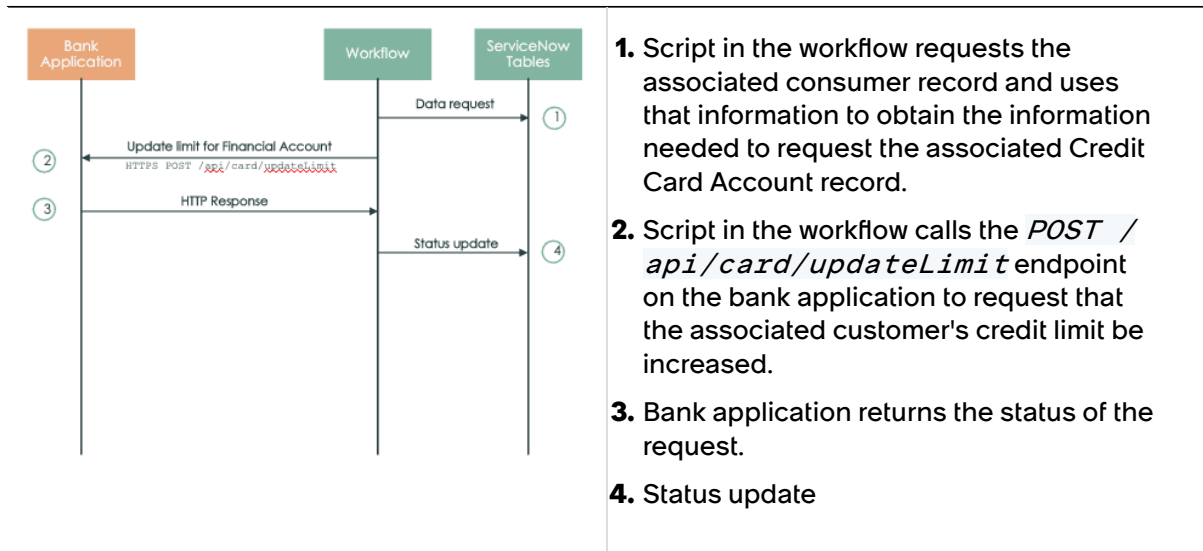 Bank
Application
Workflow
ServiceNow
Tables
Data request
1
Update limit for Financial Account
2
HTTPS POST /api/card/updateLimit
HTTP Response
3
Status update
4
1. Script in the workflow requests the
associated consumer record and uses
that information to obtain the information
needed to request the associated Credit
Card Account record.
2. Script in the workflow calls the POST /
api/card/updateLimit endpoint
on the bank application to request that
the associated customer's credit limit be
increased.
3. Bank application returns the status of the
request.
4. Status update